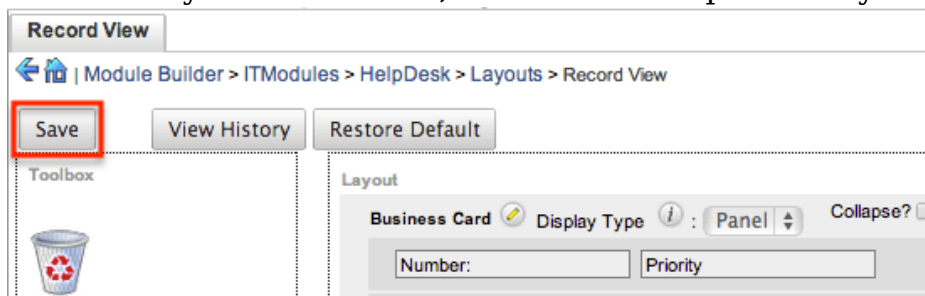 Record View
| Module Builder > ITModules > HelpDesk > Layouts > Record View
Save View History Restore Default
Toolbox
Layout
Business Card Display Type i : Panel Collapse?
Number: Priority